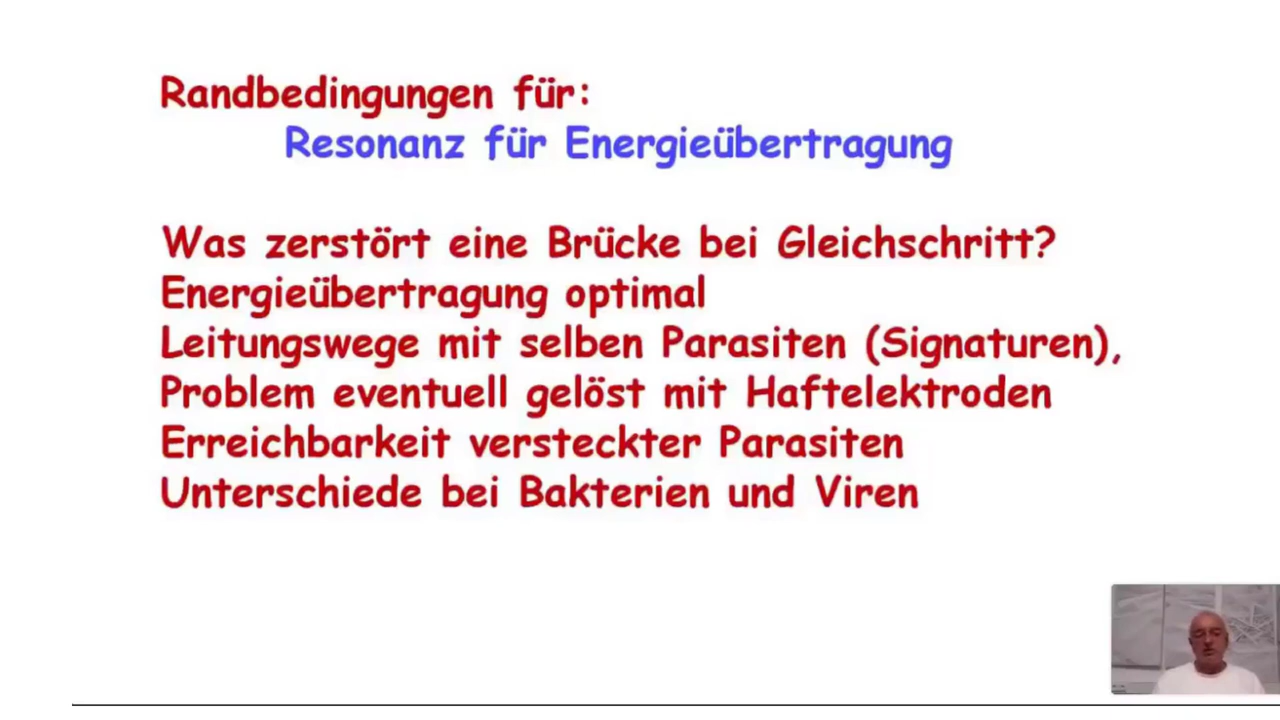 Randbedingungen für:
Resonanz für Energieübertragung
Was zerstört eine Brücke bei Gleichschritt?
Energieübertragung optimal
Leitungswege mit selben Parasiten (Signaturen),
Problem eventuell gelöst mit Haftelektroden
Erreichbarkeit versteckter Parasiten
Unterschiede bei Bakterien und Viren